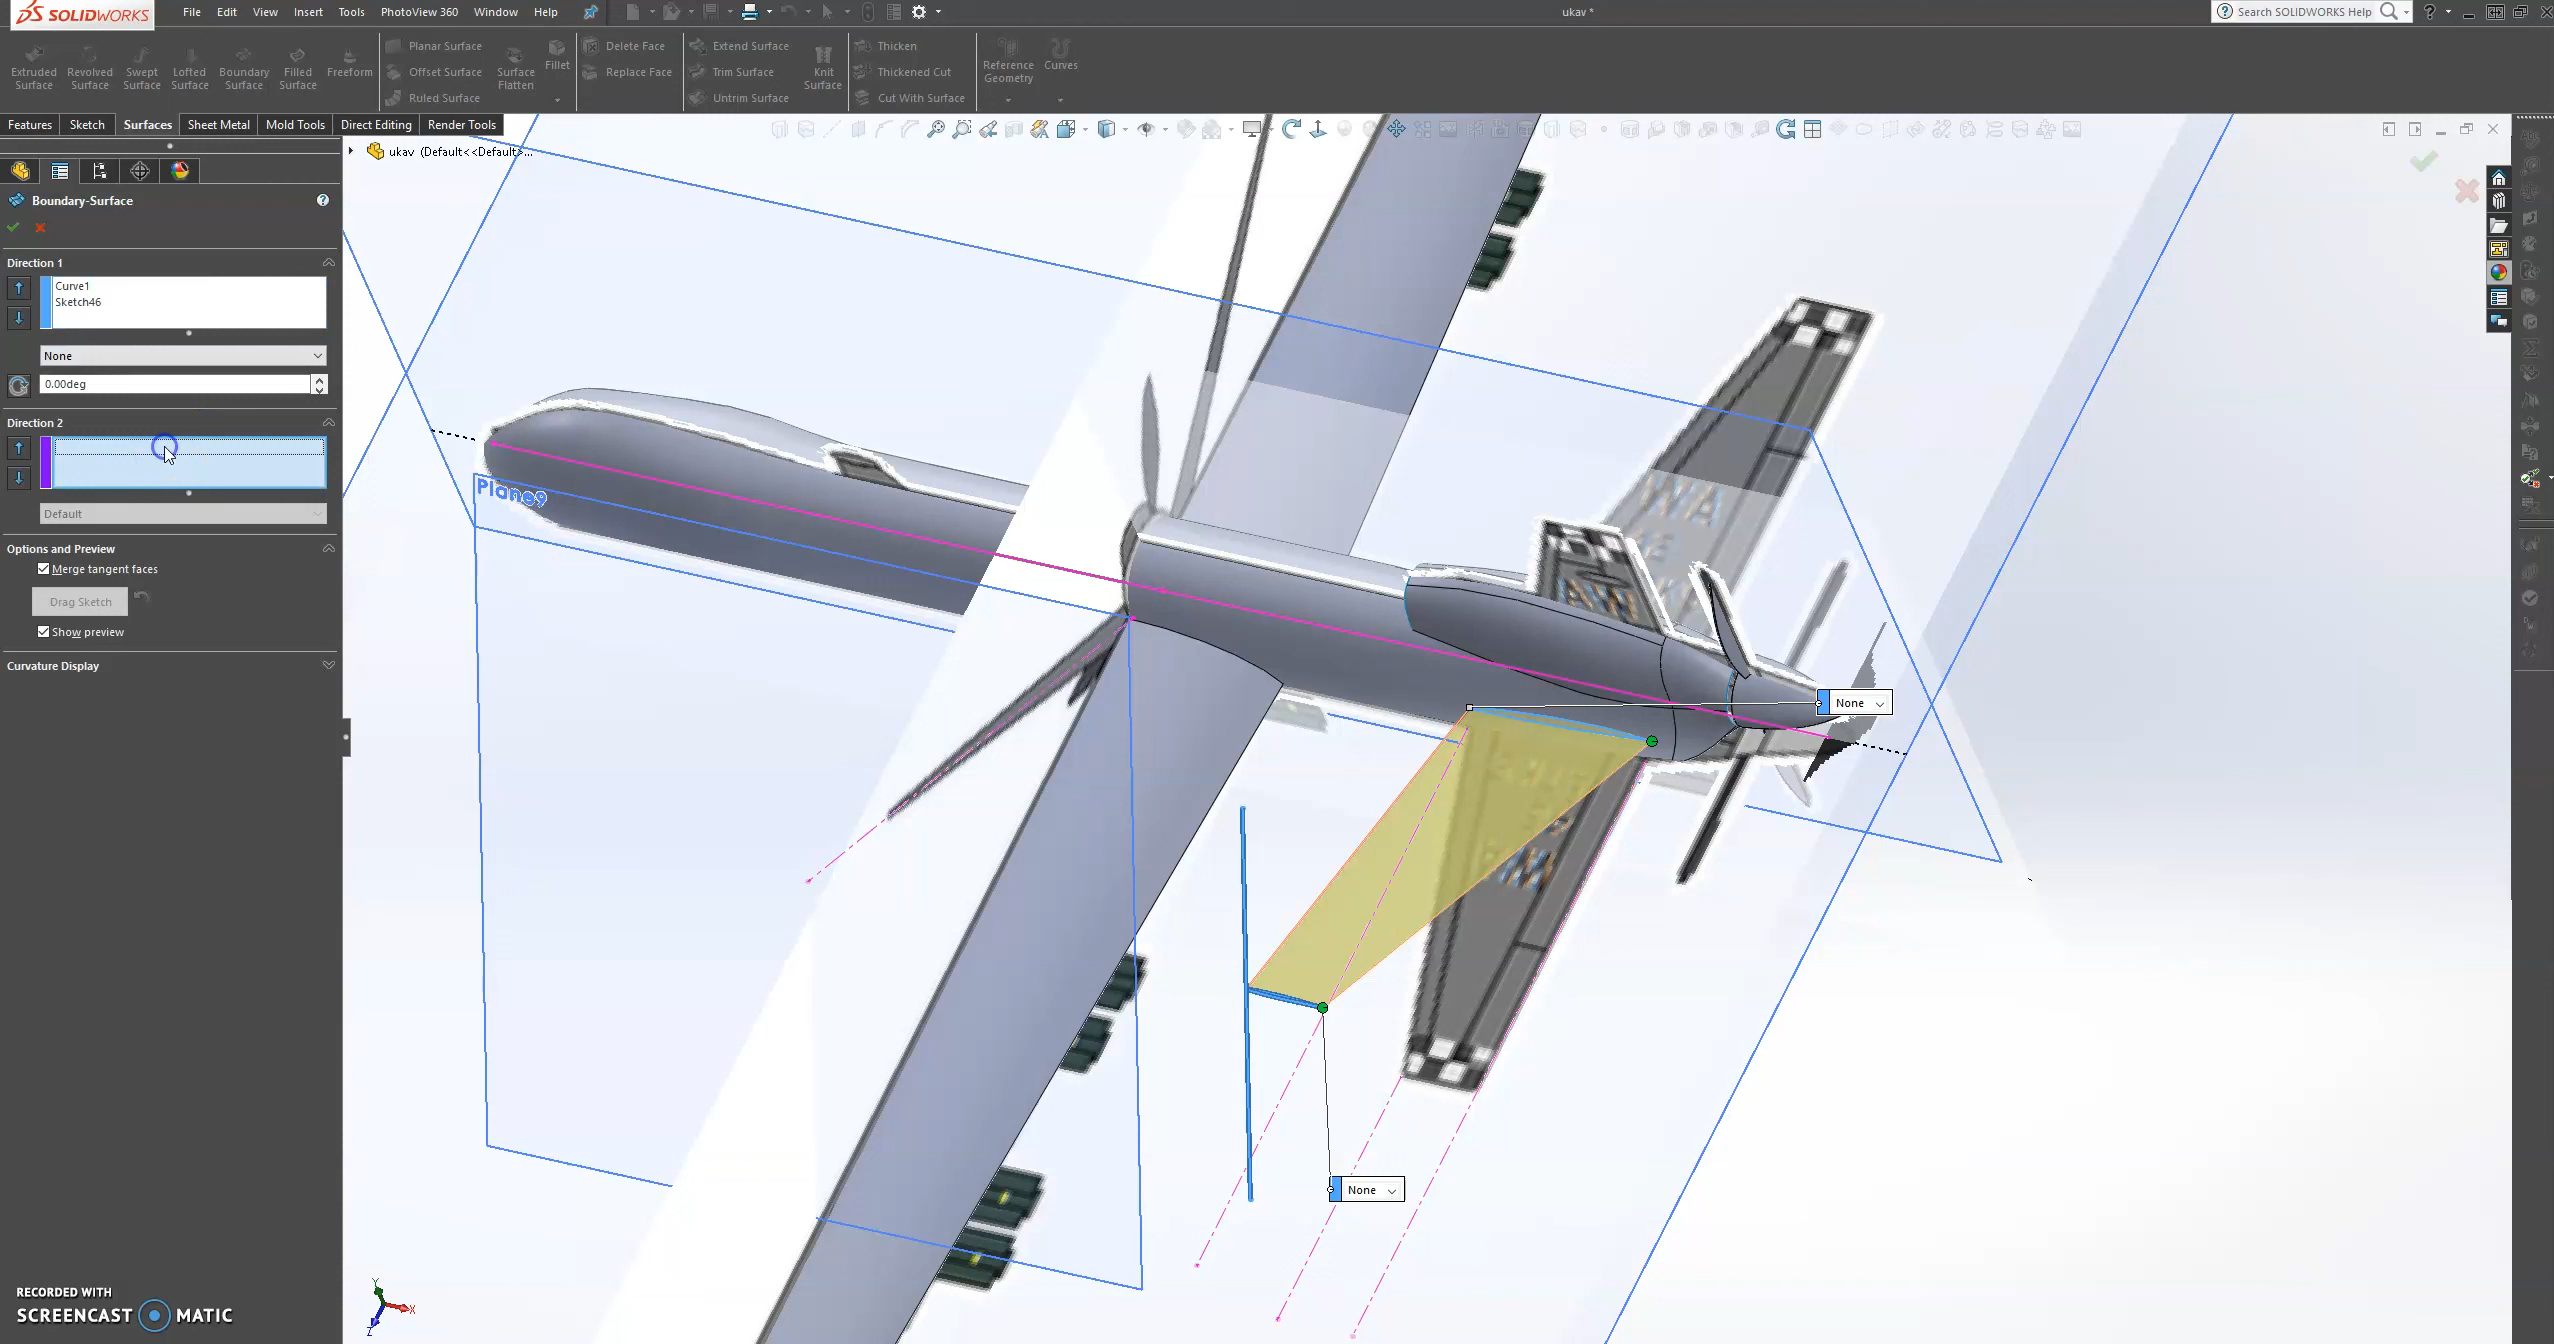 SOLIDWORKS
File Edit View Insert Tools PhotoView 360 Window Help
ukav *
Search SOLIDWORKS Help
Extruded Surface
Revolved Surface
Swept Surface
Lofted Surface
Boundary Surface
Filled Surface
Freeform
Planar Surface
Offset Surface
Ruled Surface
Surface Flatten
Fillet
Delete Face
Replace Face
Extend Surface
Trim Surface
Untrim Surface
Knit Surface
Thicken
Thickened Cut
Cut With Surface
Reference Geometry
Curves
Features Sketch Surfaces Sheet Metal Mold Tools Direct Editing Render Tools
ukav (Default<<Default>...
Boundary-Surface
Direction 1
Curve1
Sketch46
None
0.00deg
Direction 2
Default
Options and Preview
Merge tangent faces
Drag Sketch
Show preview
Curvature Display
Plane9
None
None
Y
X
Z
RECORDED WITH
SCREENCAST MATIC